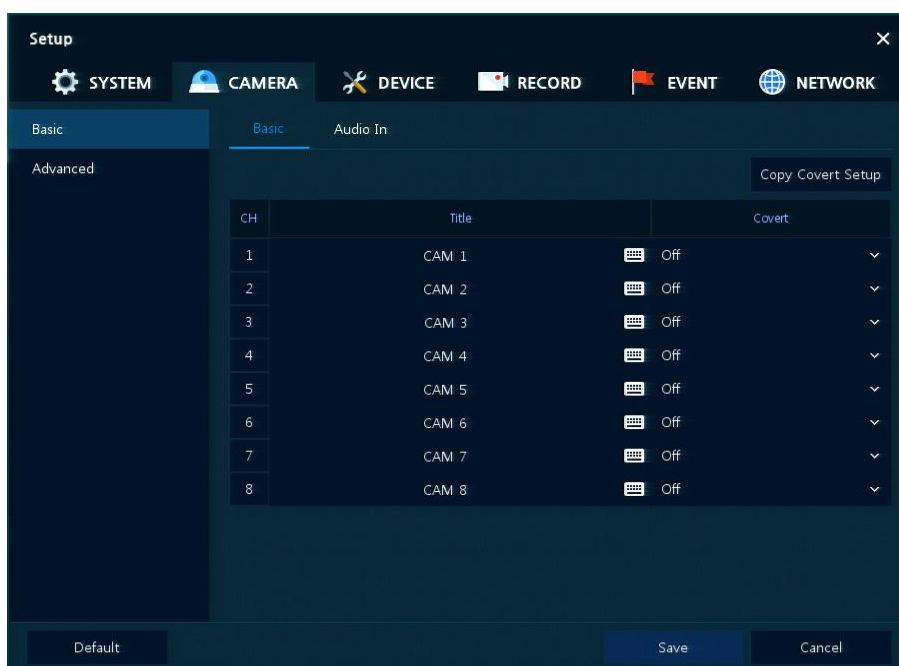 Setup
SYSTEM CAMERA DEVICE RECORD EVENT NETWORK
Basic Basic Audio In
Advanced
Copy Covert Setup
CH Title Covert
1 CAM 1 Off
2 CAM 2 Off
3 CAM 3 Off
4 CAM 4 Off
5 CAM 5 Off
6 CAM 6 Off
7 CAM 7 Off
8 CAM 8 Off
Default Save Cancel